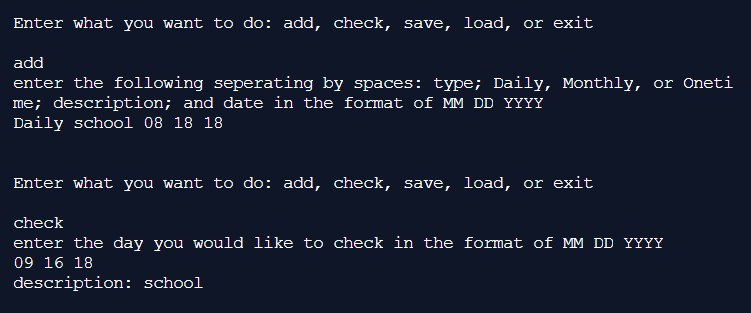 Enter what you want to do: add, check, save, load, or exit
add
enter the following seperating by spaces: type; Daily, Monthly, or Oneti
me; description; and date in the format of MM DD YYYY
Daily school 08 18 18
Enter what you want to do: add, check, save, load, or exit
check
enter the day you would like to check in the format of MM DD YYYY
09 16 18
description: school